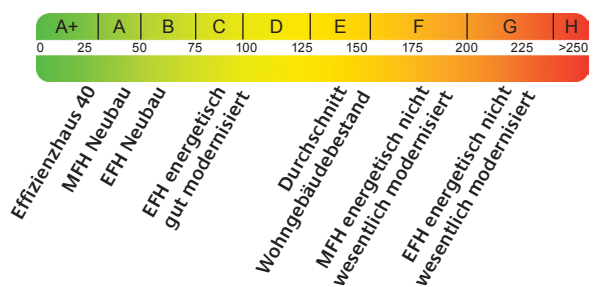 A+ A B C D E F G H
0 25 50 75 100 125 150 175 200 225 >250
Effizienzhaus 40
MFH Neubau
EFH Neubau
EFH energetisch
gut modernisiert
Durchschnitt
Wohngebäudebestand
MFH energetisch nicht
wesentlich modernisiert
EFH energetisch nicht
wesentlich modernisiert